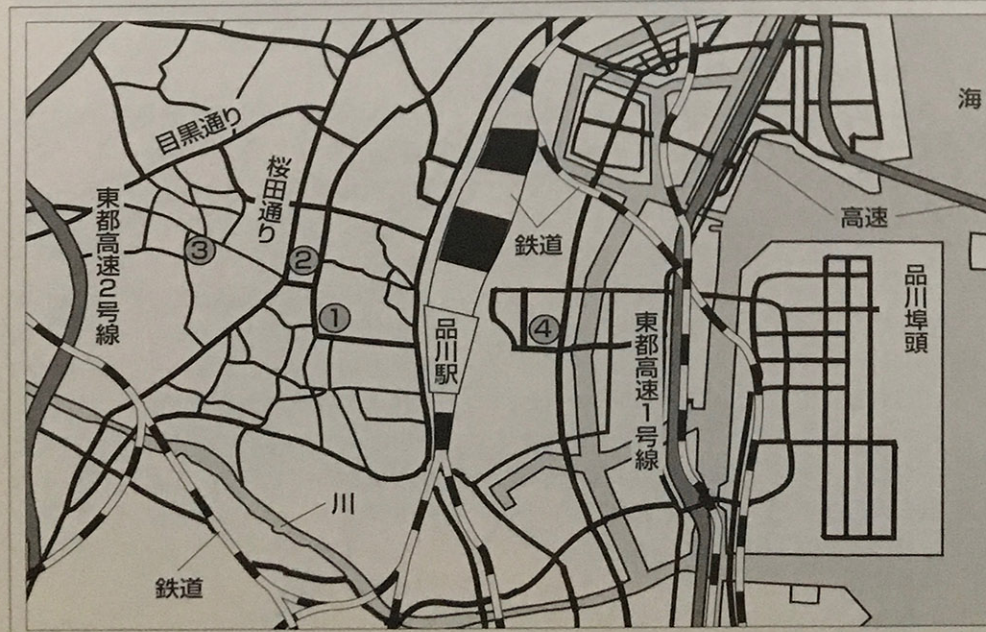 海
目黒通り
桜田通り
東都高速2号線
③
高速
②
鉄道
品川埠頭
①
品川駅
④
東都高速1号線
川
鉄道